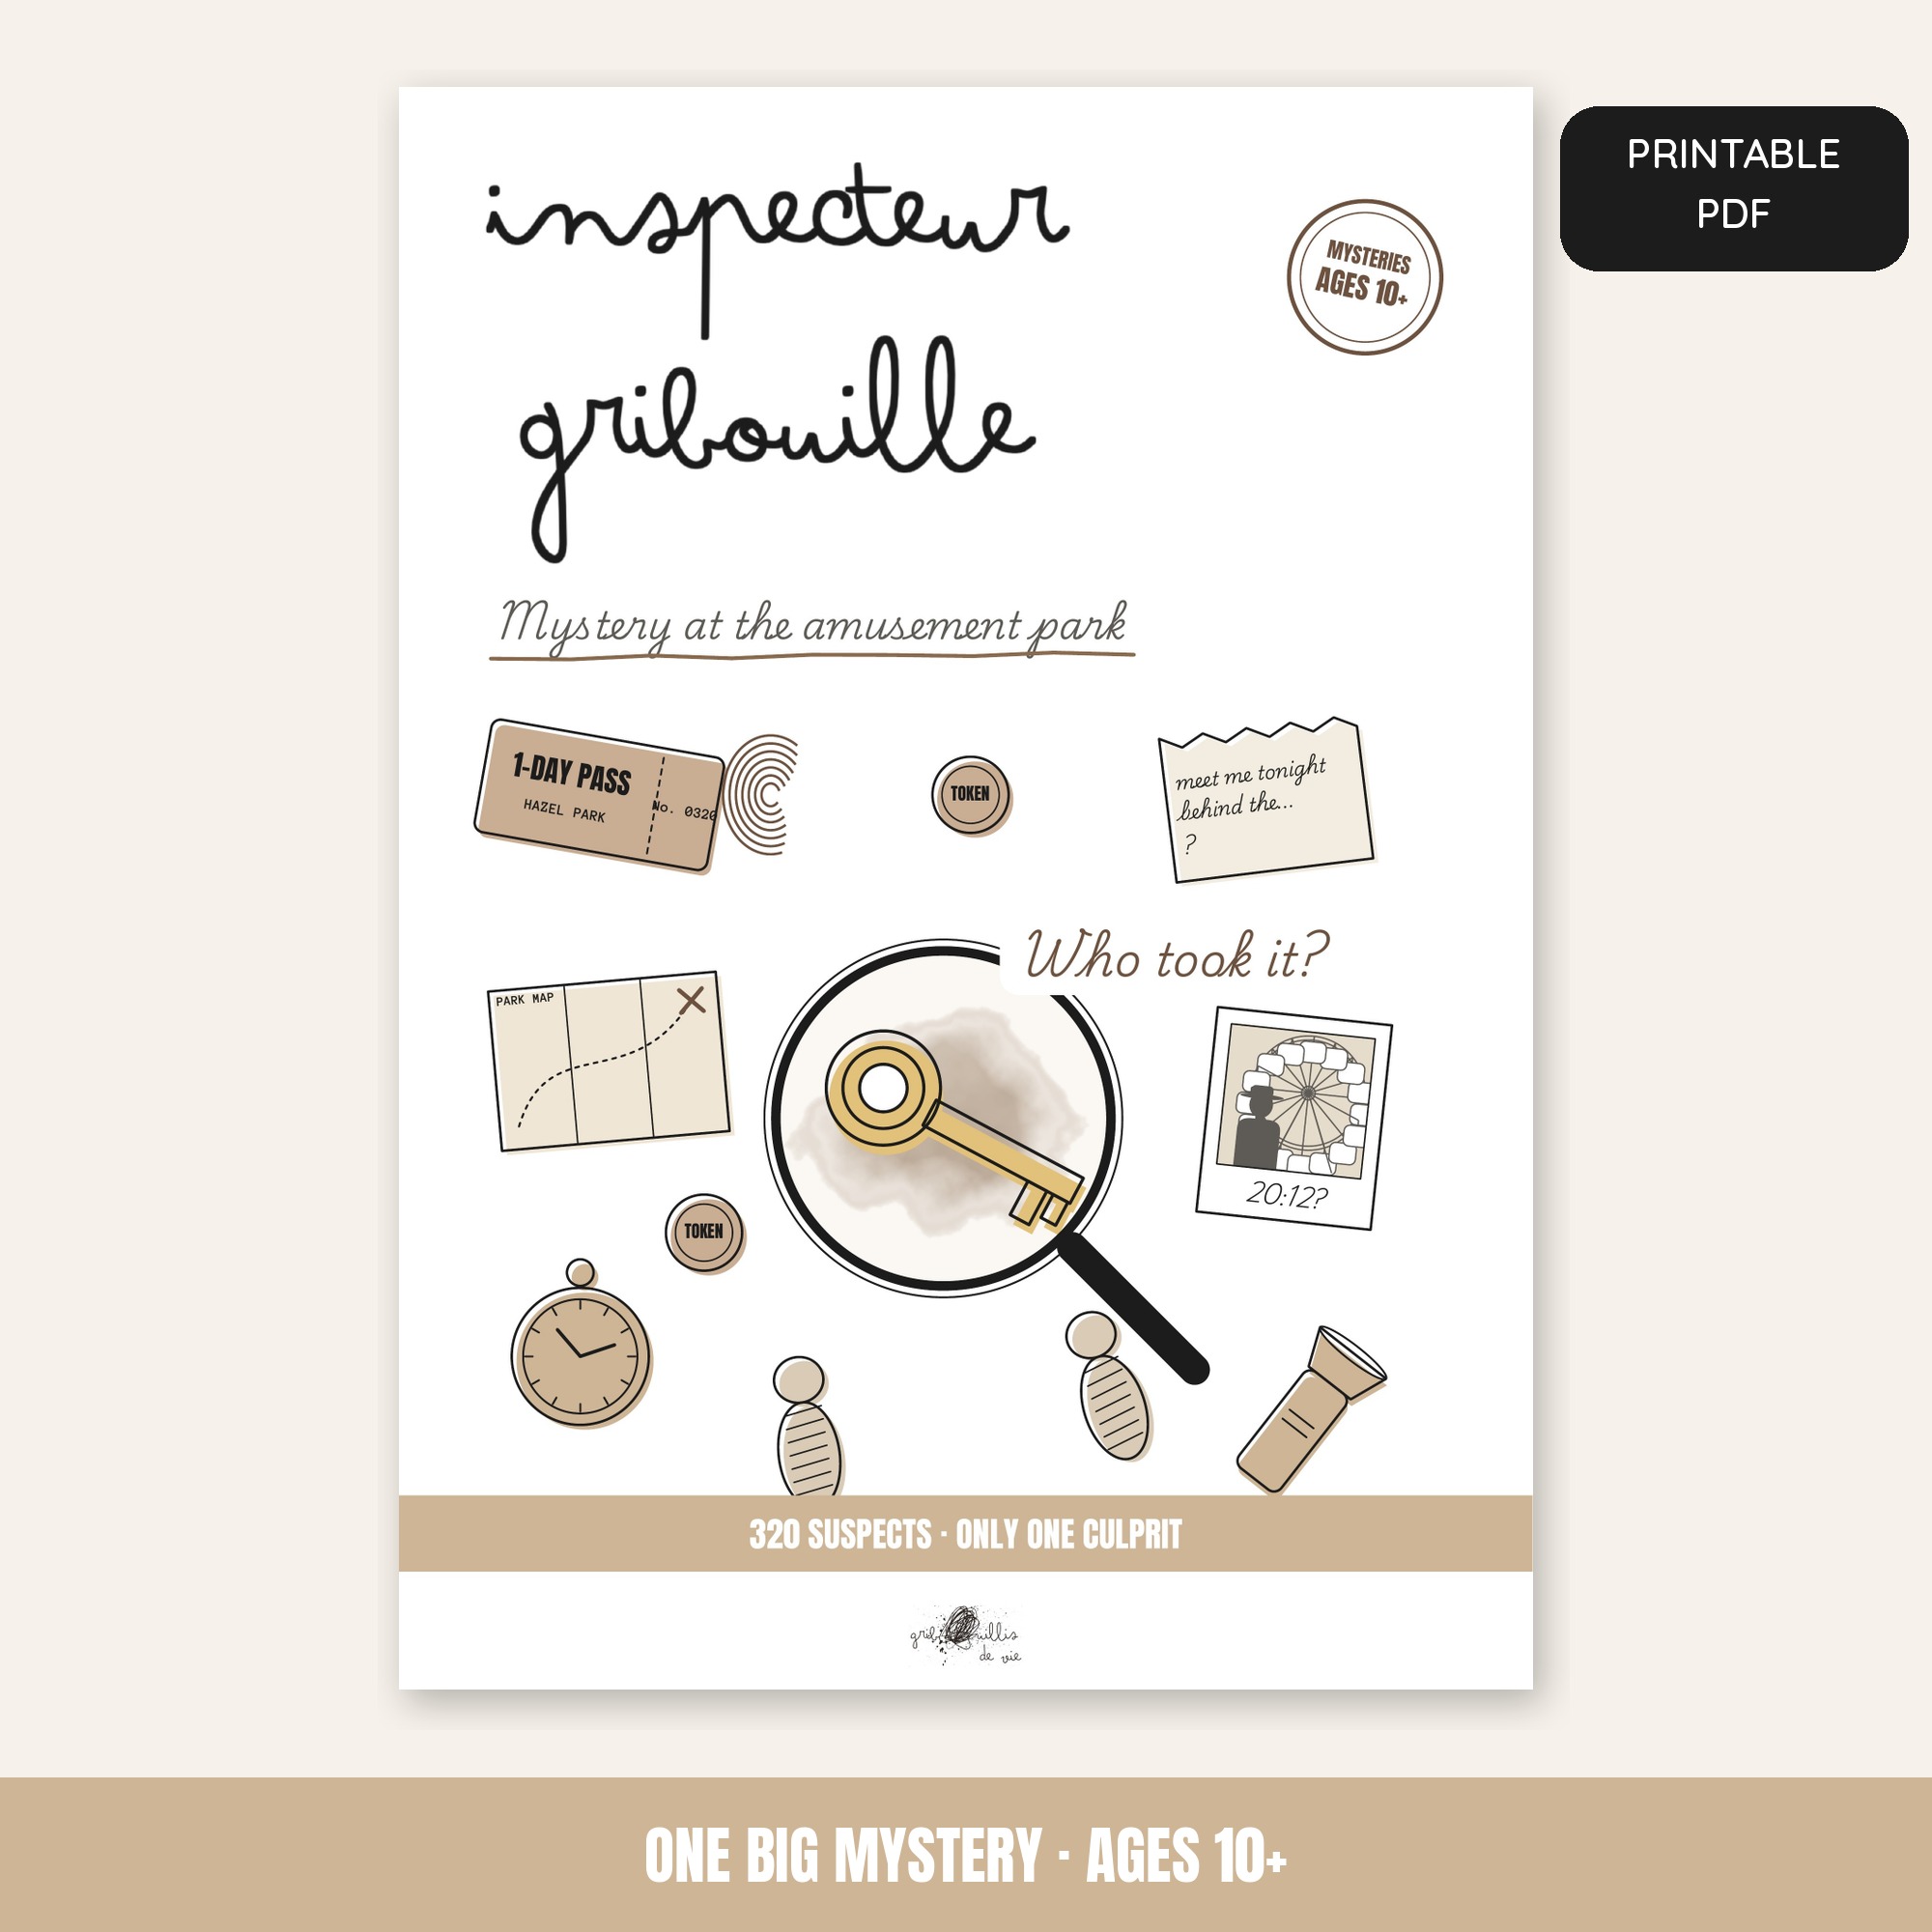 PRINTABLE
PDF
inspecteur
gribouille
MYSTERIES
AGES 10+
Mystery at the amusement park
1-DAY PASS
HAZEL PARK
No. 0320
TOKEN
meet me tonight
behind the...
?
Who took it?
PARK MAP
20:12?
TOKEN
320 SUSPECTS · ONLY ONE CULPRIT
de vie
ONE BIG MYSTERY · AGES 10+